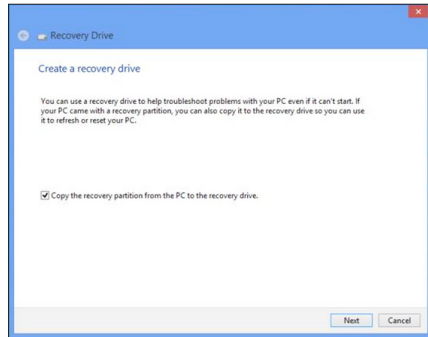 Recovery Drive
Create a recovery drive
You can use a recovery drive to help troubleshoot problems with your PC even if it can't start. If
your PC came with a recovery partition, you can also copy it to the recovery drive so you can use
it to refresh or reset your PC.
Copy the recovery partition from the PC to the recovery drive.
Next Cancel